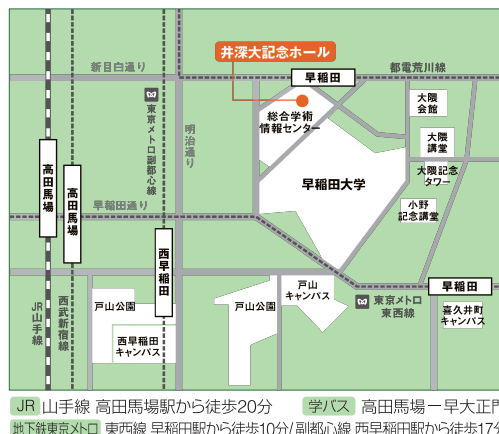 井深大記念ホール
新目白通り
早稲田
都電荒川線
東京メトロ副都心線
明治通り
総合学術
情報センター
大隈
会館
大隈
講堂
大隈記念
タワー
高田馬場
高田馬場
早稲田大学
早稲田通り
小野
記念講堂
西早稲田
戸山
キャンパス
早稲田
JR
山手線
西武新宿線
戸山公園
戸山公園
東京メトロ
東西線
喜久井町
キャンパス
西早稲田
キャンパス
JR 山手線 高田馬場駅から徒歩20分 学バス 高田馬場－早大正門
地下鉄東京メトロ 東西線 早稲田駅から徒歩10分/副都心線 西早稲田駅から徒歩17分